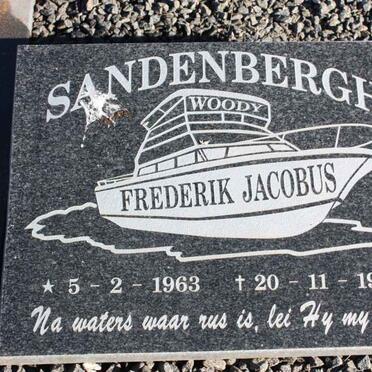 SANDENBERGH
WOODY
FREDERIK JACOBUS
★ 5 - 2 - 1963 † 20 - 11 - 19
Na waters waar rus is, lei Hy my